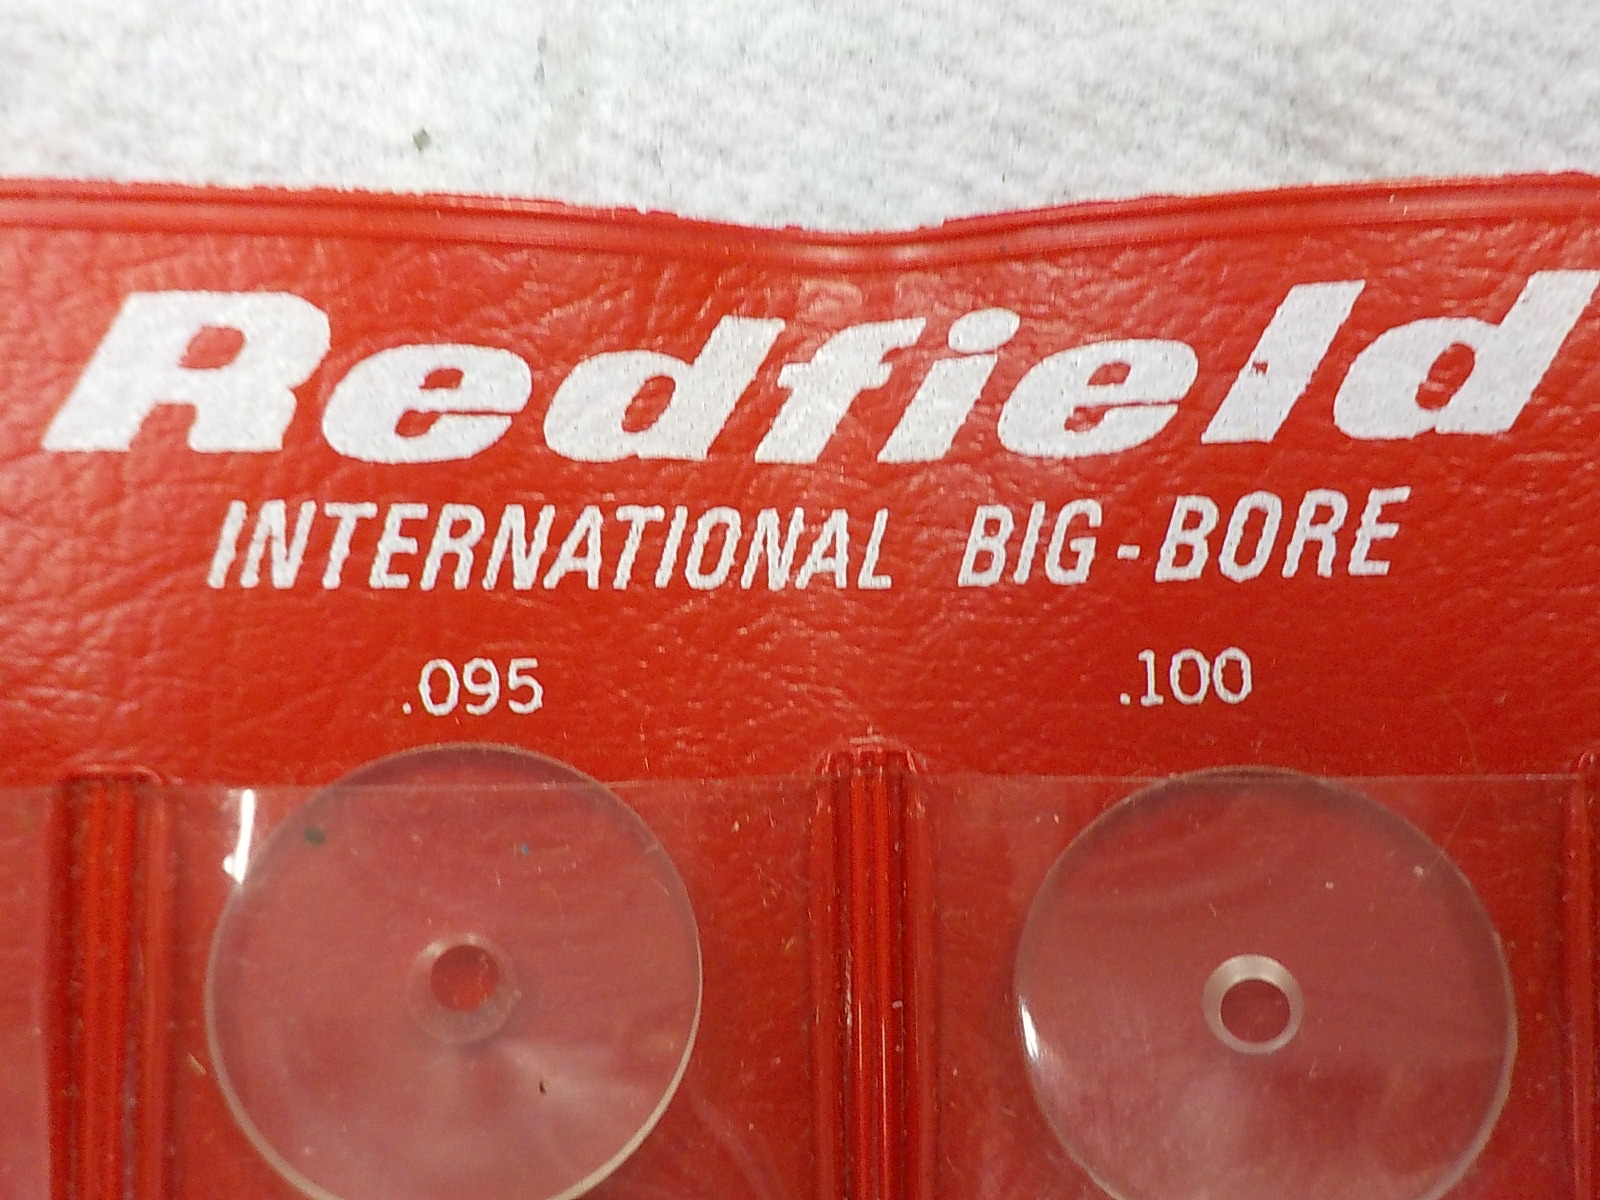 Redfield
INTERNATIONAL BIG-BORE
.095 .100